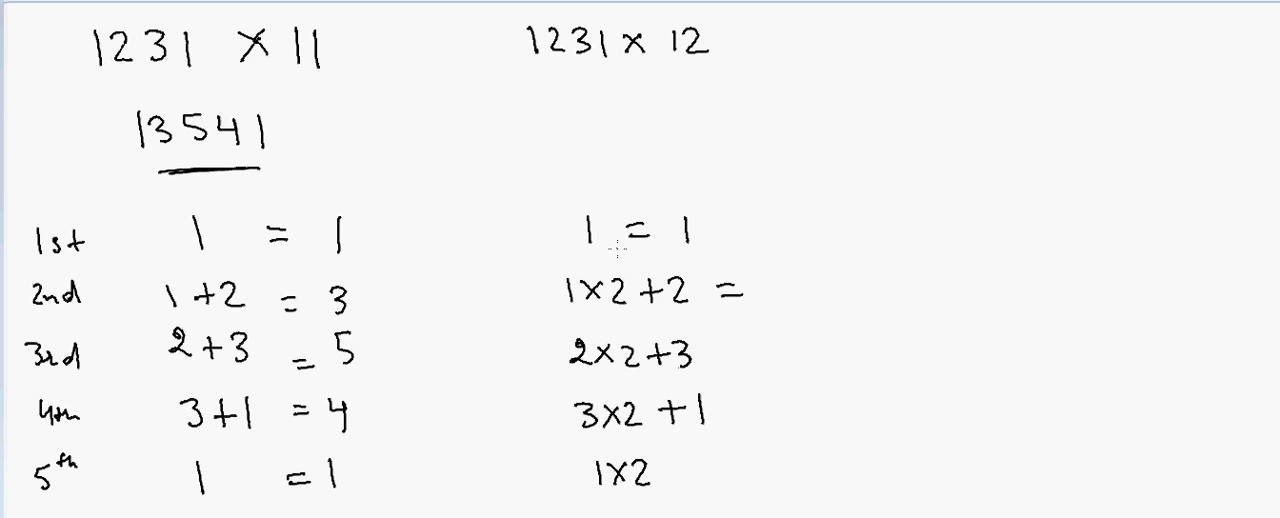 1231 × 11 1231 × 12
13541
1st 1 = 1 1 = 1
2nd 1 + 2 = 3 1×2+2 =
3rd 2+3 = 5 2×2+3
4th 3+1 = 4 3×2 +1
5th 1 = 1 1×2